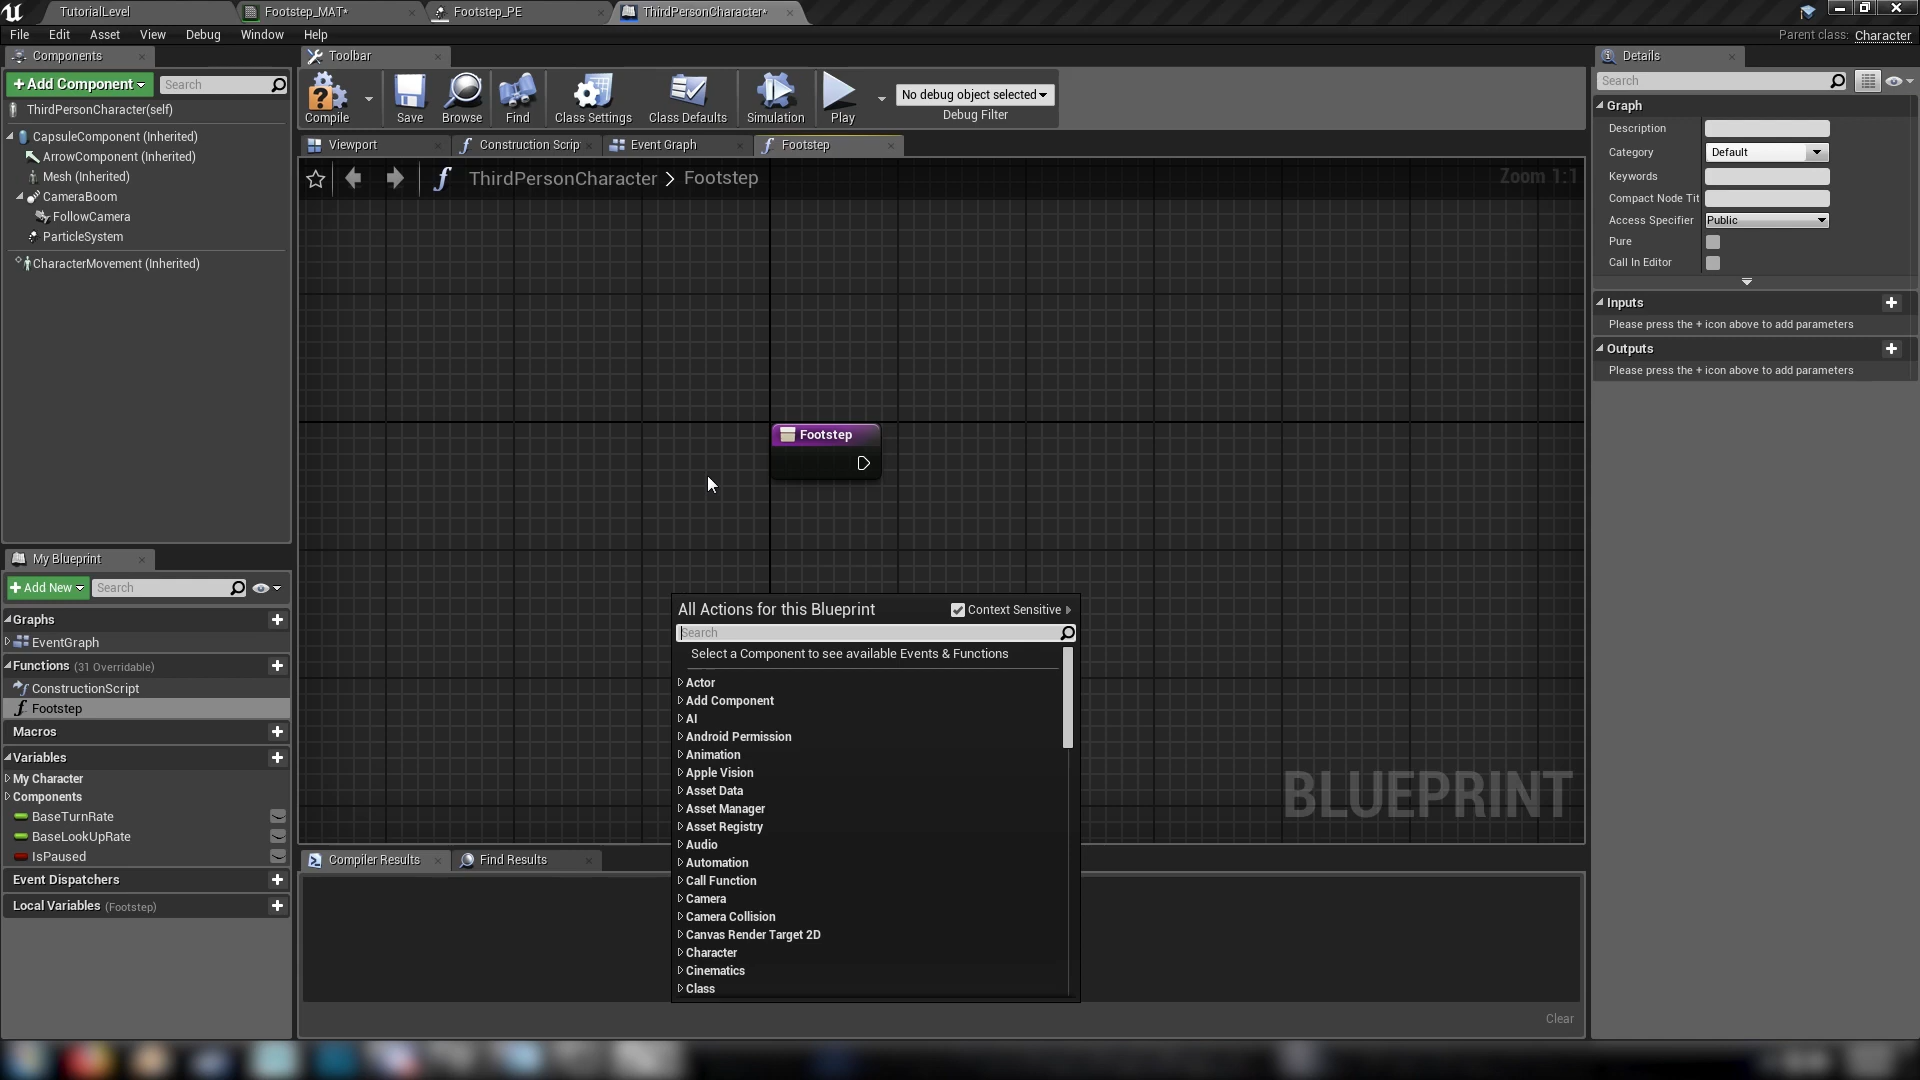 TutorialLevel
Footstep_MAT*
Footstep_PE
ThirdPersonCharacter*
File Edit Asset View Debug Window Help
Parent class: Character
Components
Toolbar
Details
+ Add Component
Search
ThirdPersonCharacter(self)
CapsuleComponent (Inherited)
ArrowComponent (Inherited)
Mesh (Inherited)
CameraBoom
FollowCamera
ParticleSystem
CharacterMovement (Inherited)
Compile
Save
Browse
Find
Class Settings
Class Defaults
Simulation
Play
No debug object selected
Debug Filter
Viewport
Construction Scrip
Event Graph
Footstep
ThirdPersonCharacter > Footstep
Zoom 1:1
Footstep
BLUEPRINT
All Actions for this Blueprint
Context Sensitive
Search
Select a Component to see available Events & Functions
Actor
Add Component
AI
Android Permission
Animation
Apple Vision
Asset Data
Asset Manager
Asset Registry
Audio
Automation
Call Function
Camera
Camera Collision
Canvas Render Target 2D
Character
Cinematics
Class
Search
Graph
Description
Category
Default
Keywords
Compact Node Tit
Access Specifier
Public
Pure
Call In Editor
Inputs
Please press the + icon above to add parameters
Outputs
Please press the + icon above to add parameters
My Blueprint
+ Add New
Search
Graphs
EventGraph
Functions (31 Overridable)
ConstructionScript
Footstep
Macros
Variables
My Character
Components
BaseTurnRate
BaseLookUpRate
IsPaused
Event Dispatchers
Local Variables (Footstep)
Compiler Results
Find Results
Clear